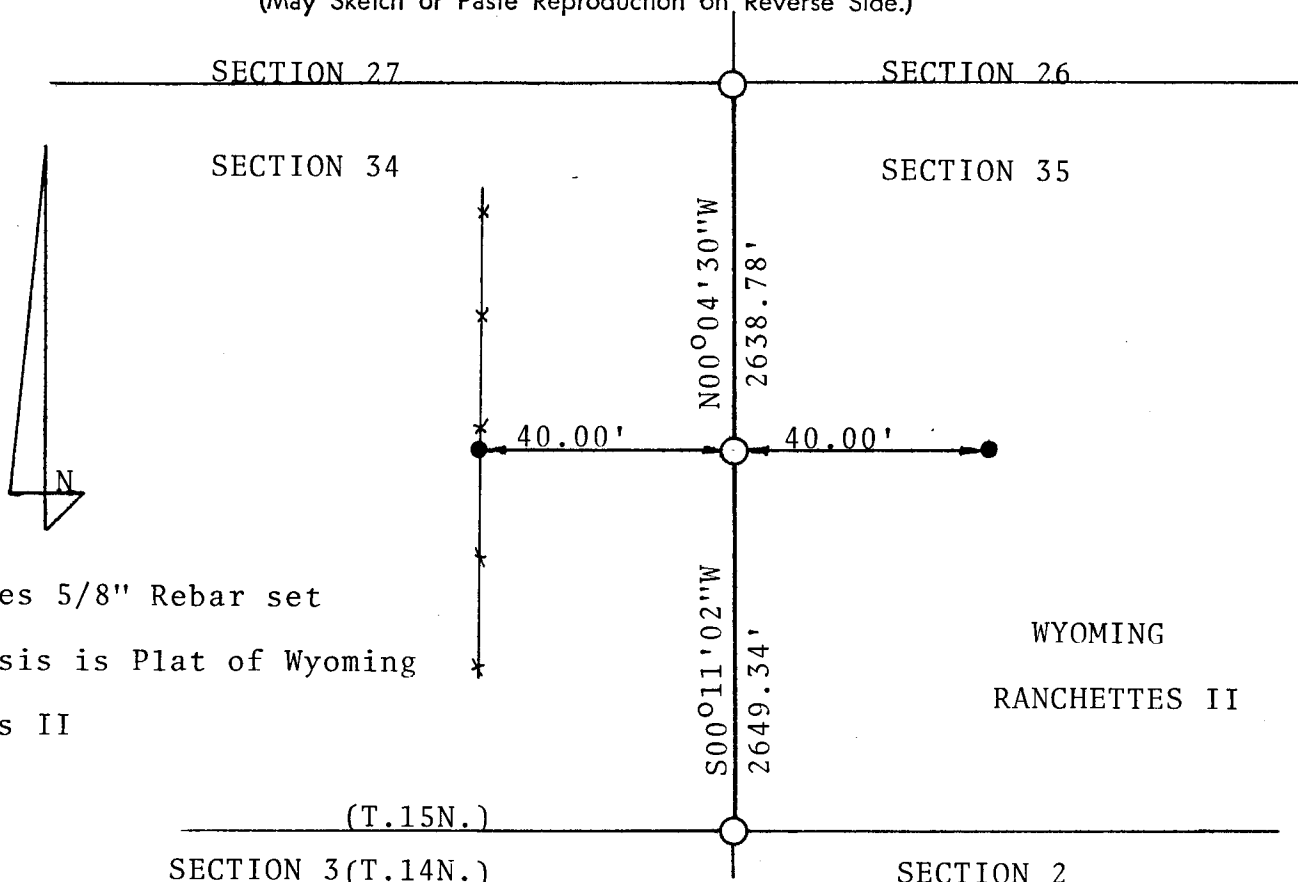 (May Sketch or Paste Reproduction on Reverse Side.)
SECTION 27
SECTION 26
SECTION 34
SECTION 35
N00°04'30"W
2638.78'
40.00'
40.00'
N
es 5/8" Rebar set
sis is Plat of Wyoming
s II
S00°11'02"W
2649.34'
WYOMING
RANCHETTES II
(T.15N.)
SECTION 3(T.14N.)
SECTION 2